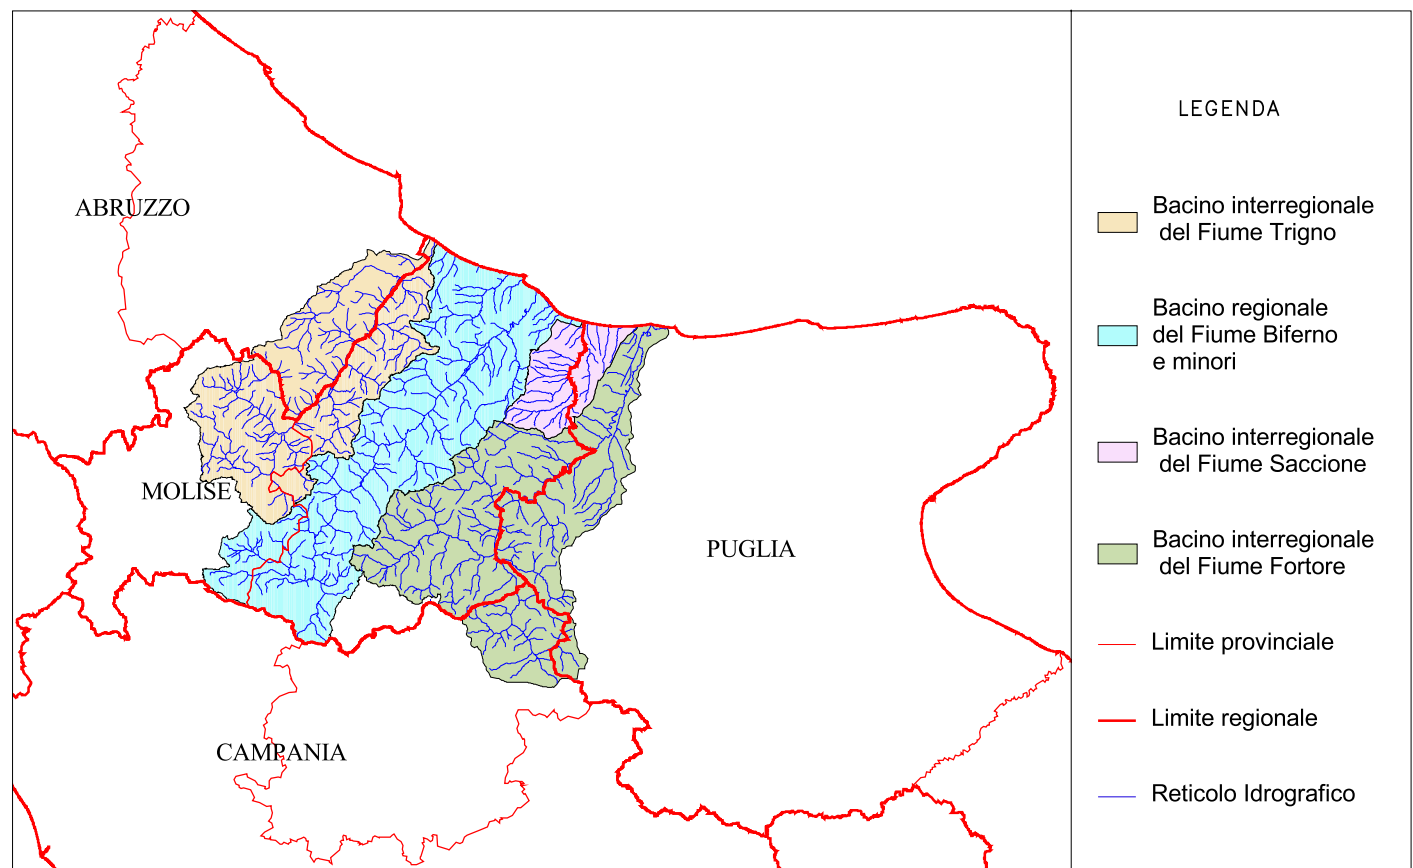 ABRUZZO
MOLISE
PUGLIA
CAMPANIA
LEGENDA
Bacino interregionale
del Fiume Trigno
Bacino regionale
del Fiume Biferno
e minori
Bacino interregionale
del Fiume Saccione
Bacino interregionale
del Fiume Fortore
Limite provinciale
Limite regionale
Reticolo Idrografico